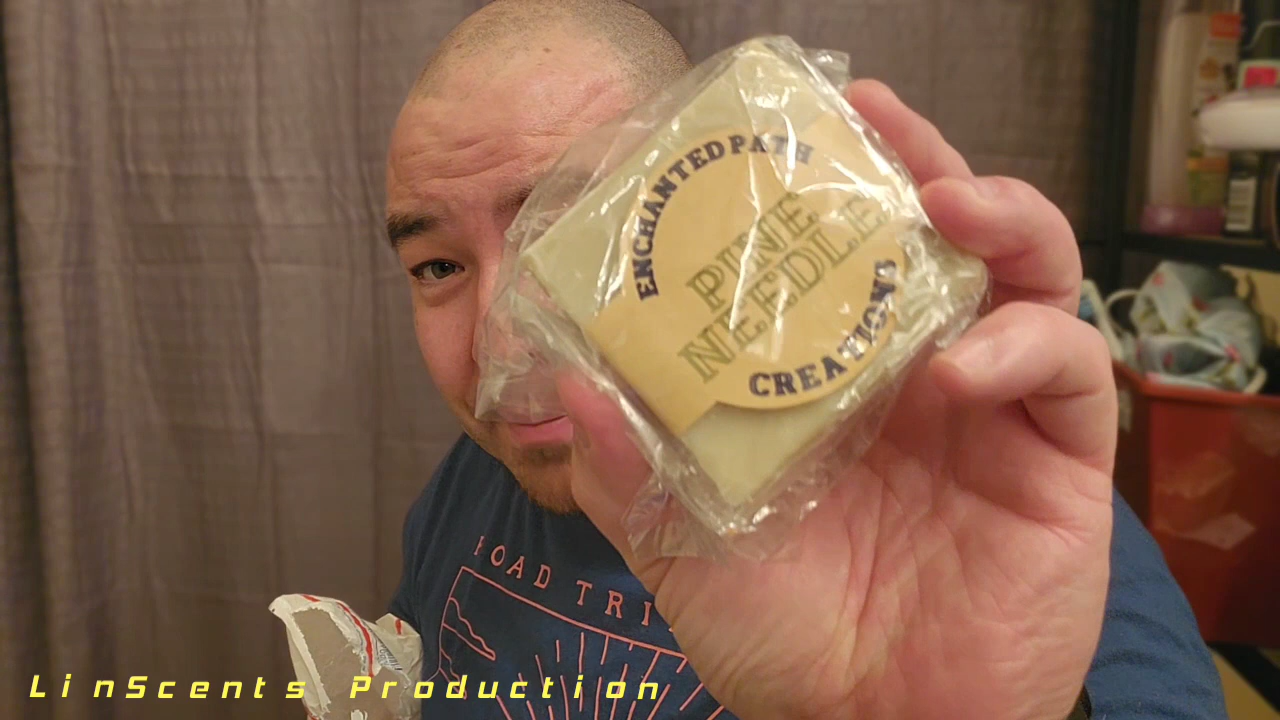 ENCHANTED PATH
PINE
NEEDLE
CREATIONS
ROAD TRI
LinScents Production